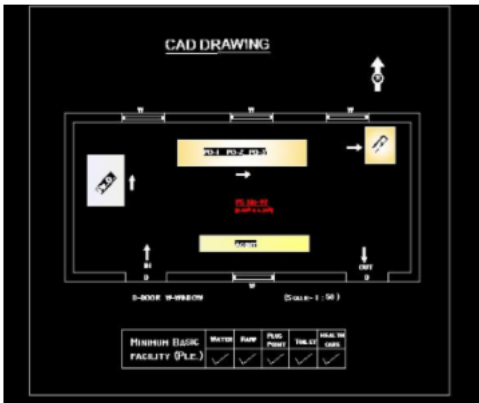 CAD DRAWING
W W W
PO-1 PO-2 PO-3
AGENT
IN OUT
D D
W
D-DOOR W-WINDOW (SCALE-1:50)
MINIMUM BASIC FACILITY (PLE.)
WATER RAMP PLUG POINT TOILET HEALTH CARE